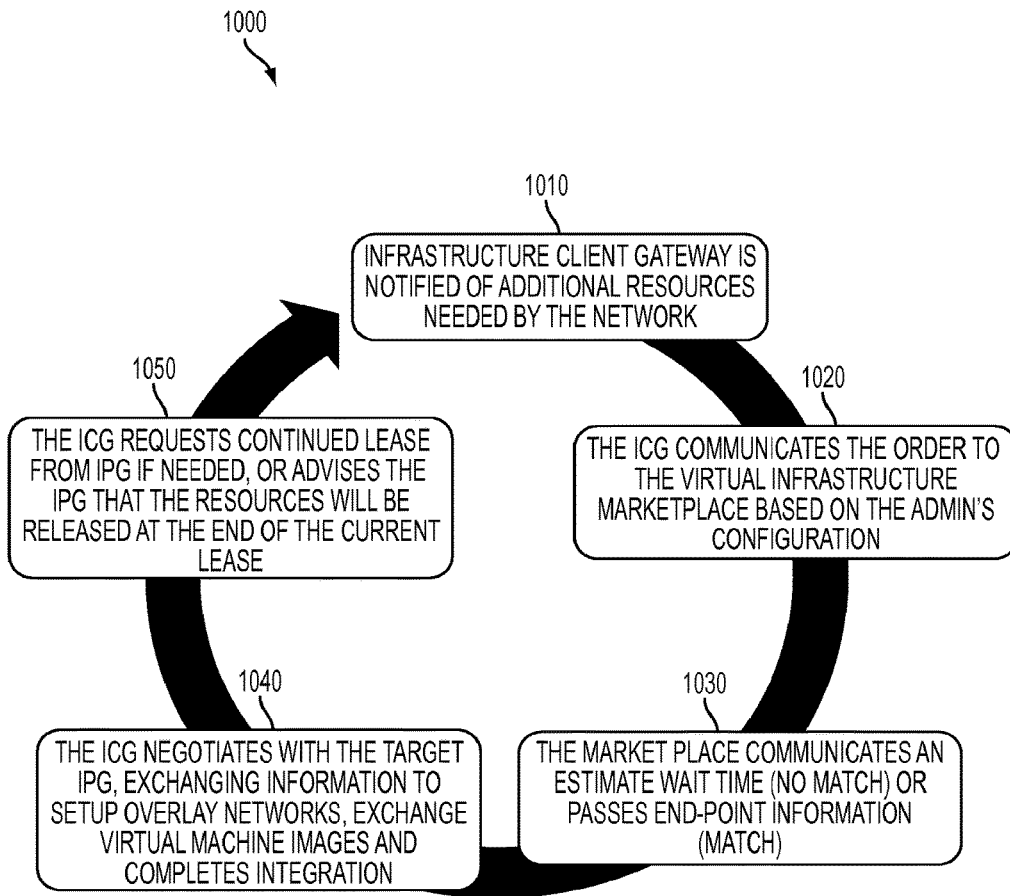 1000
1010
INFRASTRUCTURE CLIENT GATEWAY IS
NOTIFIED OF ADDITIONAL RESOURCES
NEEDED BY THE NETWORK
1020
THE ICG COMMUNICATES THE ORDER TO
THE VIRTUAL INFRASTRUCTURE
MARKETPLACE BASED ON THE ADMIN'S
CONFIGURATION
1030
THE MARKET PLACE COMMUNICATES AN
ESTIMATE WAIT TIME (NO MATCH) OR
PASSES END-POINT INFORMATION
(MATCH)
1040
THE ICG NEGOTIATES WITH THE TARGET
IPG, EXCHANGING INFORMATION TO
SETUP OVERLAY NETWORKS, EXCHANGE
VIRTUAL MACHINE IMAGES AND
COMPLETES INTEGRATION
1050
THE ICG REQUESTS CONTINUED LEASE
FROM IPG IF NEEDED, OR ADVISES THE
IPG THAT THE RESOURCES WILL BE
RELEASED AT THE END OF THE CURRENT
LEASE